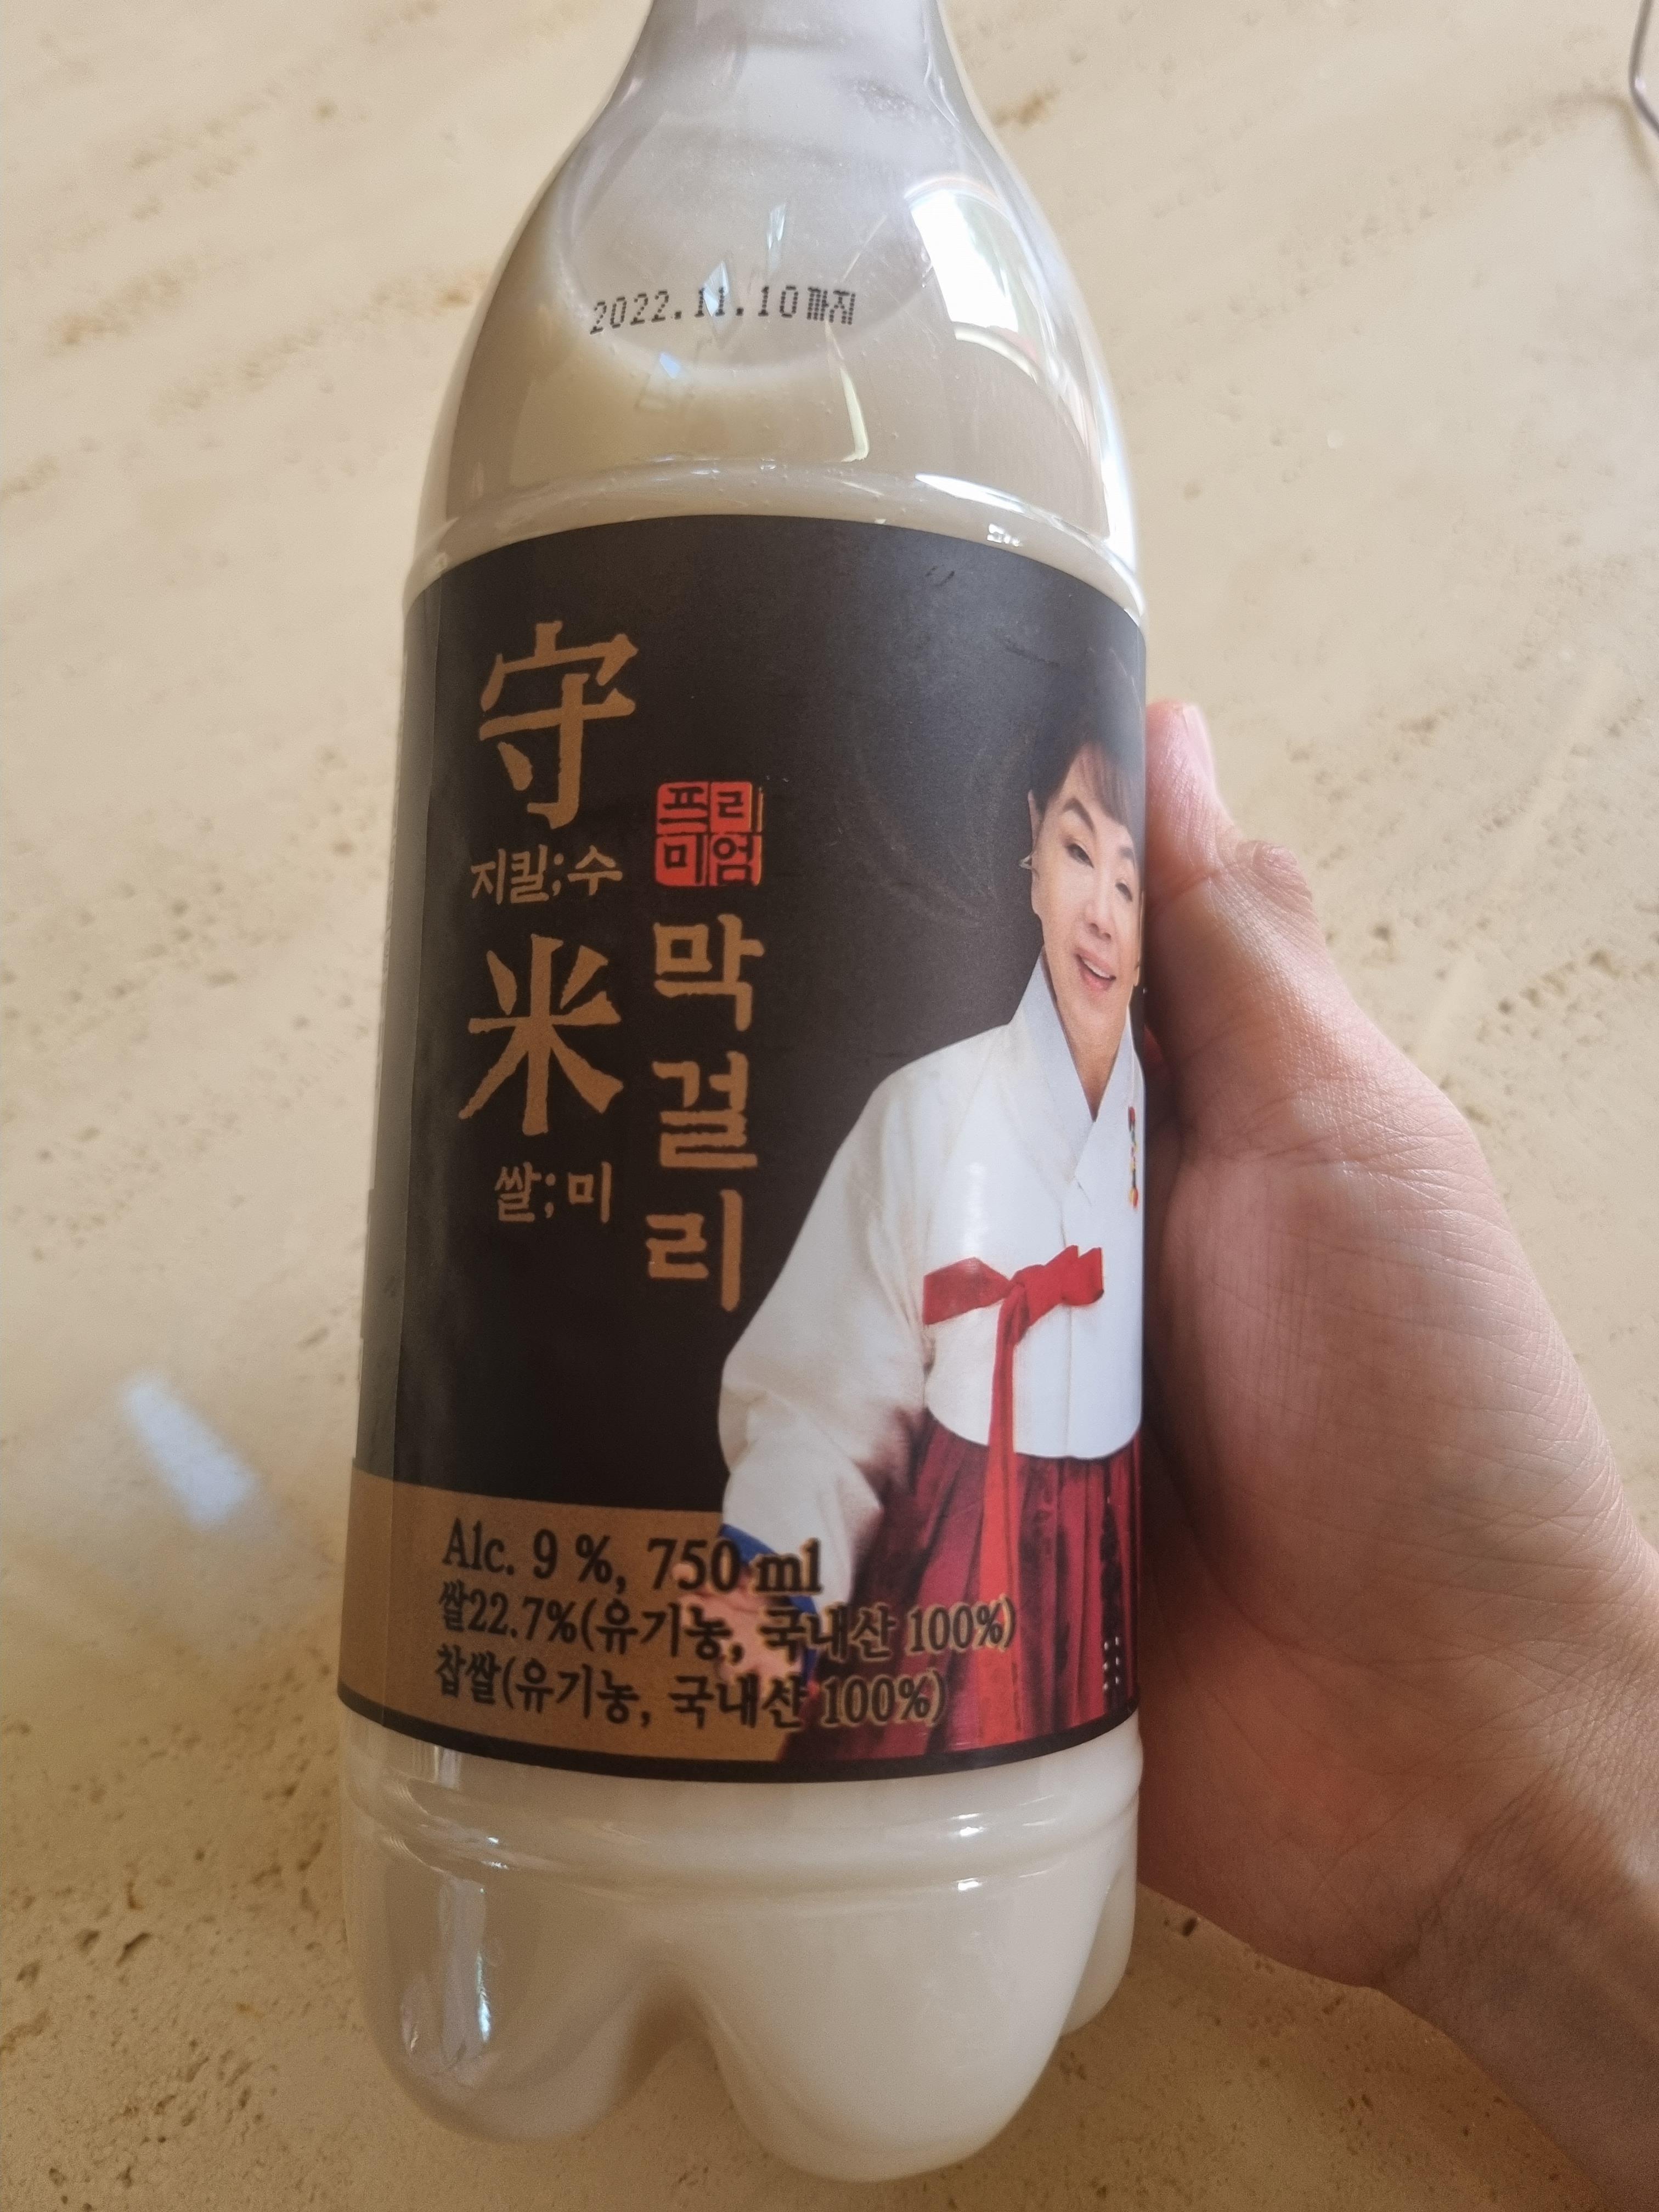 2022.11.10까지
守
지킬;수
米
쌀;미
프리
미엄
막걸리
Alc. 9 %, 750 ml
쌀22.7%(유기농, 국내산 100%)
찹쌀(유기농, 국내산 100%)